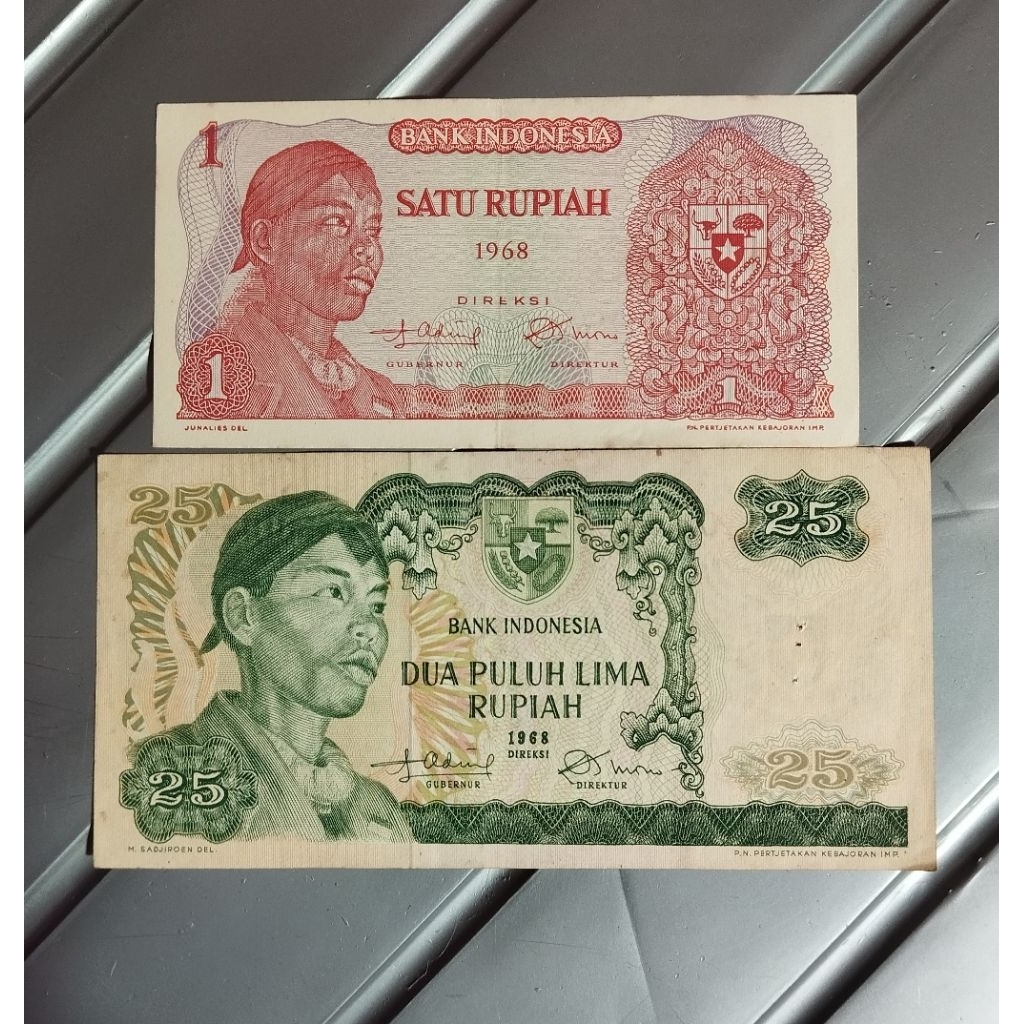 1
BANK INDONESIA
SATU RUPIAH
1968
DIREKSI
GUBERNUR DIREKTUR
1
1
JUNALIES DEL.
P.N. PERTJETAKAN KEBAJORAN IMP.
25
25
BANK INDONESIA
DUA PULUH LIMA
RUPIAH
1968
DIREKSI
GUBERNUR DIREKTUR
25
25
M. SADJIROEN DEL.
P.N. PERTJETAKAN KEBAJORAN IMP.